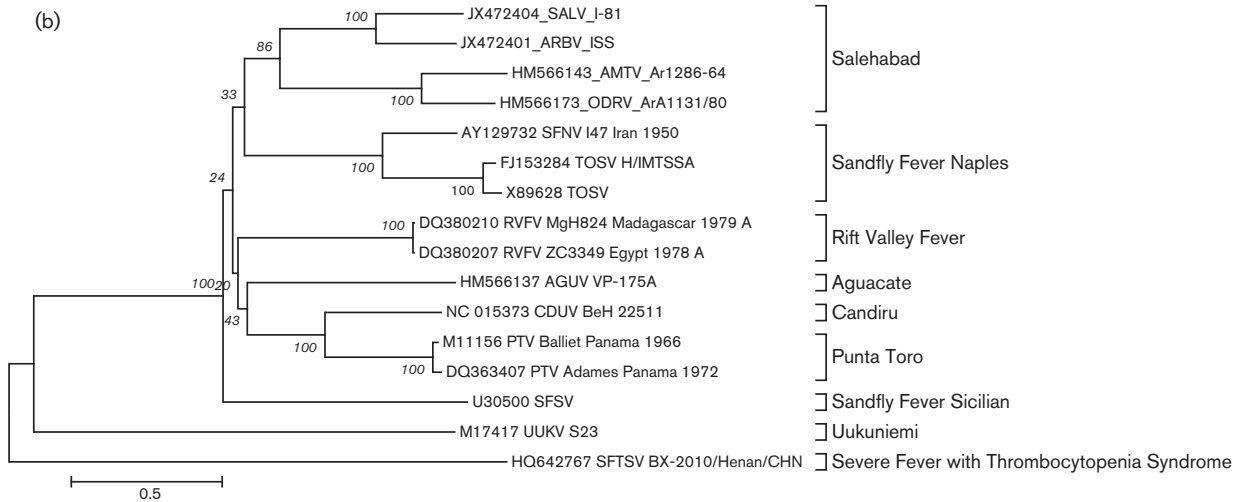 (b)
100
JX472404_SALV_I-81
JX472401_ARBV_ISS
86
HM566143_AMTV_Ar1286-64
100
HM566173_ODRV_ArA1131/80
Salehabad
33
AY129732 SFNV I47 Iran 1950
100
FJ153284 TOSV H/IMTSSA
100
X89628 TOSV
Sandfly Fever Naples
24
100
DQ380210 RVFV MgH824 Madagascar 1979 A
DQ380207 RVFV ZC3349 Egypt 1978 A
Rift Valley Fever
100
20
HM566137 AGUV VP-175A
Aguacate
43
NC 015373 CDUV BeH 22511
Candiru
100
M11156 PTV Balliet Panama 1966
100
DQ363407 PTV Adames Panama 1972
Punta Toro
U30500 SFSV
Sandfly Fever Sicilian
M17417 UUKV S23
Uukuniemi
HQ642767 SFTSV BX-2010/Henan/CHN
Severe Fever with Thrombocytopenia Syndrome
0.5